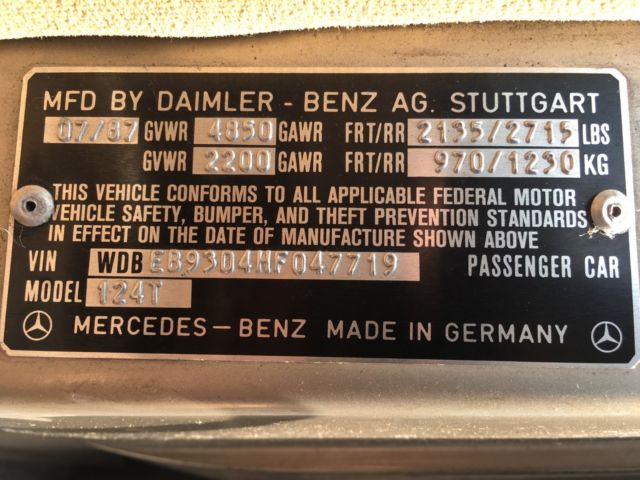 MFD BY DAIMLER - BENZ AG. STUTTGART
07/87 GVWR 4850 GAWR FRT/RR 2135/2715 LBS
GVWR 2200 GAWR FRT/RR 970/1230 KG
THIS VEHICLE CONFORMS TO ALL APPLICABLE FEDERAL MOTOR
VEHICLE SAFETY, BUMPER, AND THEFT PREVENTION STANDARDS
IN EFFECT ON THE DATE OF MANUFACTURE SHOWN ABOVE
VIN WDB EB9304HF047719 PASSENGER CAR
MODEL 124T
MERCEDES-BENZ MADE IN GERMANY